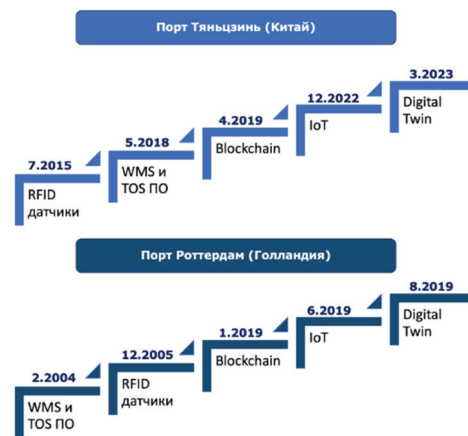 Порт Тяньцзинь (Китай)
7.2015
RFID
датчики
5.2018
WMS и
TOS ПО
4.2019
Blockchain
12.2022
IoT
3.2023
Digital
Twin
Порт Роттердам (Голландия)
2.2004
WMS и
TOS ПО
12.2005
RFID
датчики
1.2019
Blockchain
6.2019
IoT
8.2019
Digital
Twin